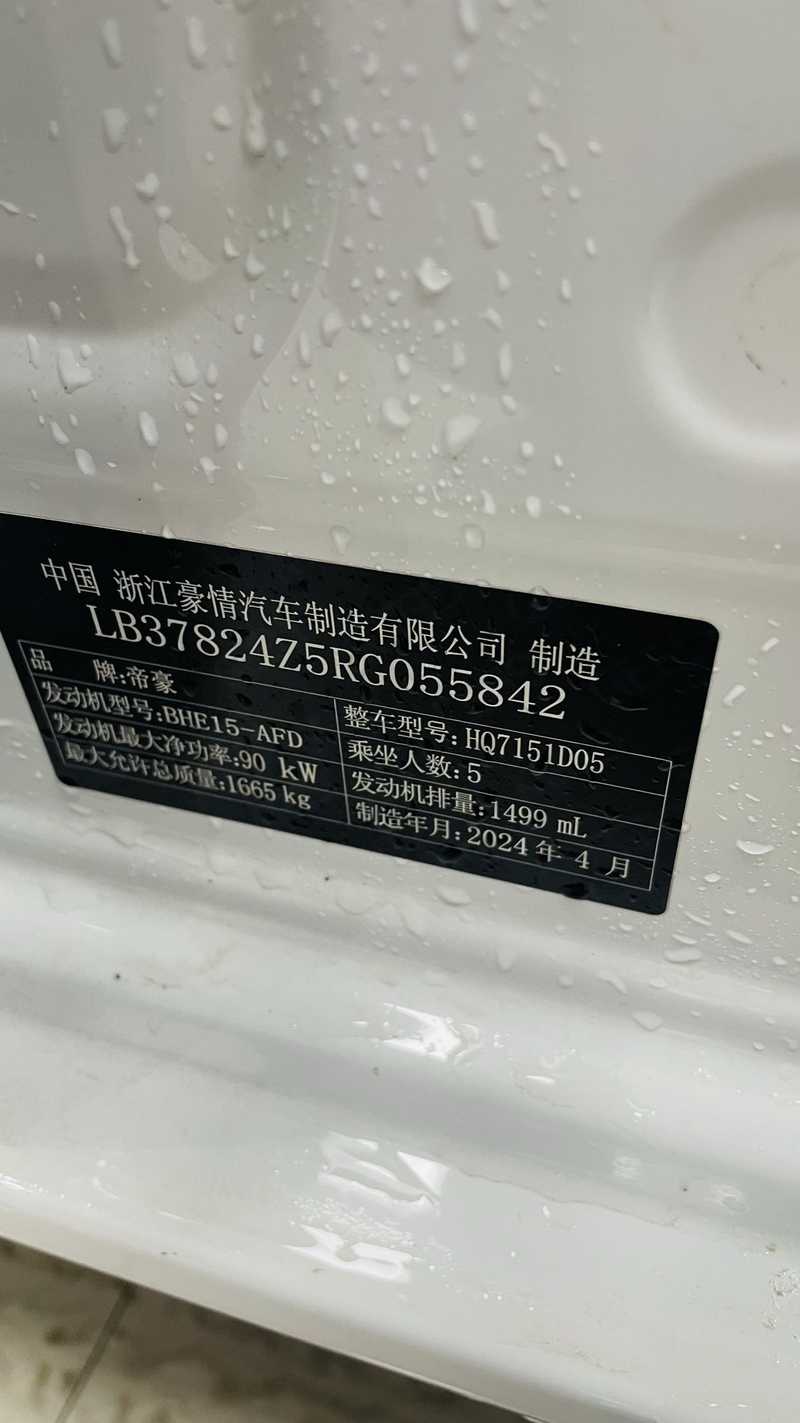 中国 浙江豪情汽车制造有限公司 制造
LB37824Z5RG055842
品 牌:帝豪
整车型号:HQ7151D05
发动机型号:BHE15-AFD
乘坐人数:5
发动机最大净功率:90 kW
发动机排量:1499 mL
最大允许总质量:1665 kg
制造年月:2024 年 4 月